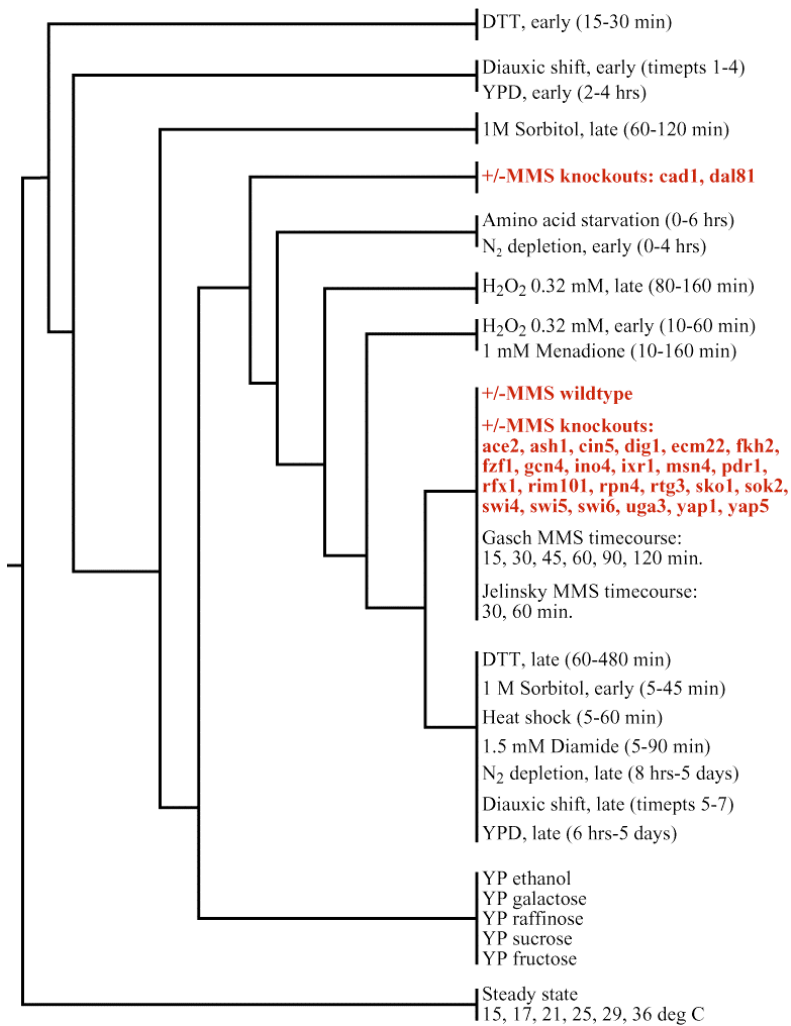 DTT, early (15-30 min)
Diauxic shift, early (timepts 1-4)
YPD, early (2-4 hrs)
1M Sorbitol, late (60-120 min)
+/-MMS knockouts: cad1, dal81
Amino acid starvation (0-6 hrs)
N₂ depletion, early (0-4 hrs)
H₂O₂ 0.32 mM, late (80-160 min)
H₂O₂ 0.32 mM, early (10-60 min)
1 mM Menadione (10-160 min)
+/-MMS wildtype
+/-MMS knockouts:
ace2, ash1, cin5, dig1, ecm22, fkh2,
fzf1, gcn4, ino4, ixr1, msn4, pdr1,
rfx1, rim101, rpn4, rtg3, sko1, sok2,
swi4, swi5, swi6, uga3, yap1, yap5
Gasch MMS timecourse:
15, 30, 45, 60, 90, 120 min.
Jelinsky MMS timecourse:
30, 60 min.
DTT, late (60-480 min)
1 M Sorbitol, early (5-45 min)
Heat shock (5-60 min)
1.5 mM Diamide (5-90 min)
N₂ depletion, late (8 hrs-5 days)
Diauxic shift, late (timepts 5-7)
YPD, late (6 hrs-5 days)
YP ethanol
YP galactose
YP raffinose
YP sucrose
YP fructose
Steady state
15, 17, 21, 25, 29, 36 deg C